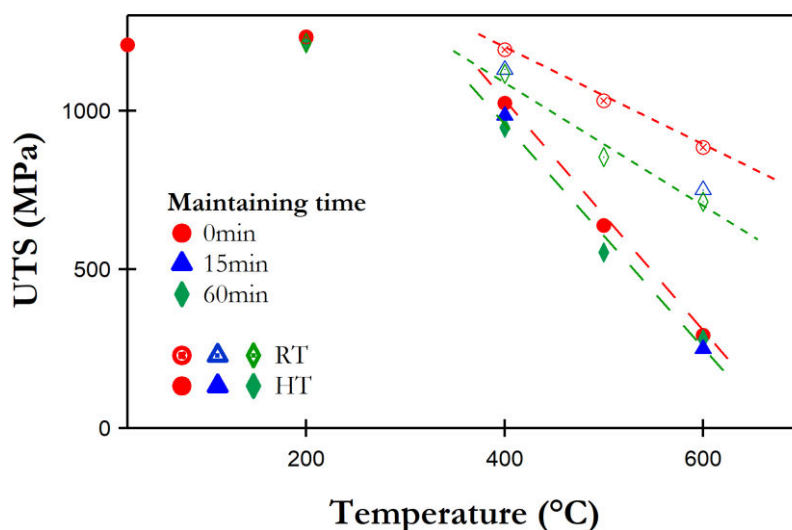 1000
500
0
UTS (MPa)
Maintaining time
0min
15min
60min
RT
HT
200
400
600
Temperature (°C)